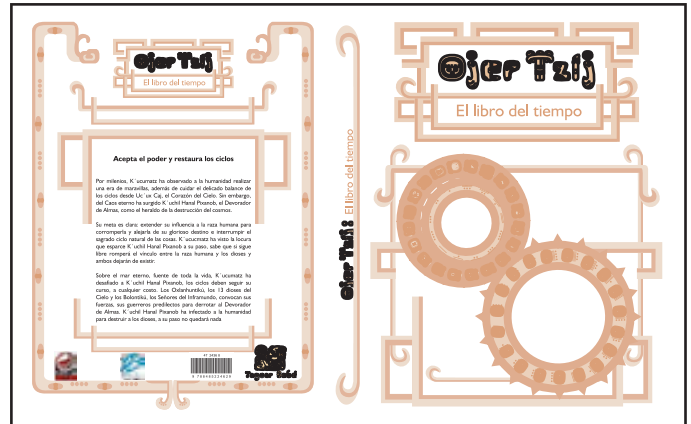 Ojer Tzij
El libro del tiempo
Acepta el poder y restaura los ciclos
Por milenios, K´ucumatz ha observado a la humanidad realizar
una era de maravillas, además de cuidar el delicado balance de
los ciclos desde Uc´ux Caj, el Corazón del Cielo. Sin embargo,
del Caos eterno ha surgido K´uchil Hanal Pixanob, el Devorador
de Almas, como el heraldo de la destrucción del cosmos.
Su meta es clara: extender su influencia a la raza humana para
corromperla y alejarla de su glorioso destino e interrumpir el
sagrado ciclo natural de las cosas. K´ucumatz ha visto la locura
que esparce K´uchil Hanal Pixanob a su paso, sabe que si sigue
libre romperá el vínculo entre la raza humana y los dioses y
ambos dejarán de existir.
Sobre el mar eterno, fuente de toda la vida, K´ucumatz ha
desafiado a K´uchil Hanal Pixanob, los ciclos deben seguir su
curso, a cualquier costo. Los Oxlanhuntikú, los 13 dioses del
Cielo y los Bolontikú, los Señores del Inframundo, convocan sus
fuerzas, sus guerreros predilectos para derrotar al Devorador
de Almas. K´uchil Hanal Pixanob ha infectado a la humanidad
para destruir a los dioses, a su paso no quedará nada
Ojer Tzij: El libro del tiempo
Ojer Tzij
El libro del tiempo